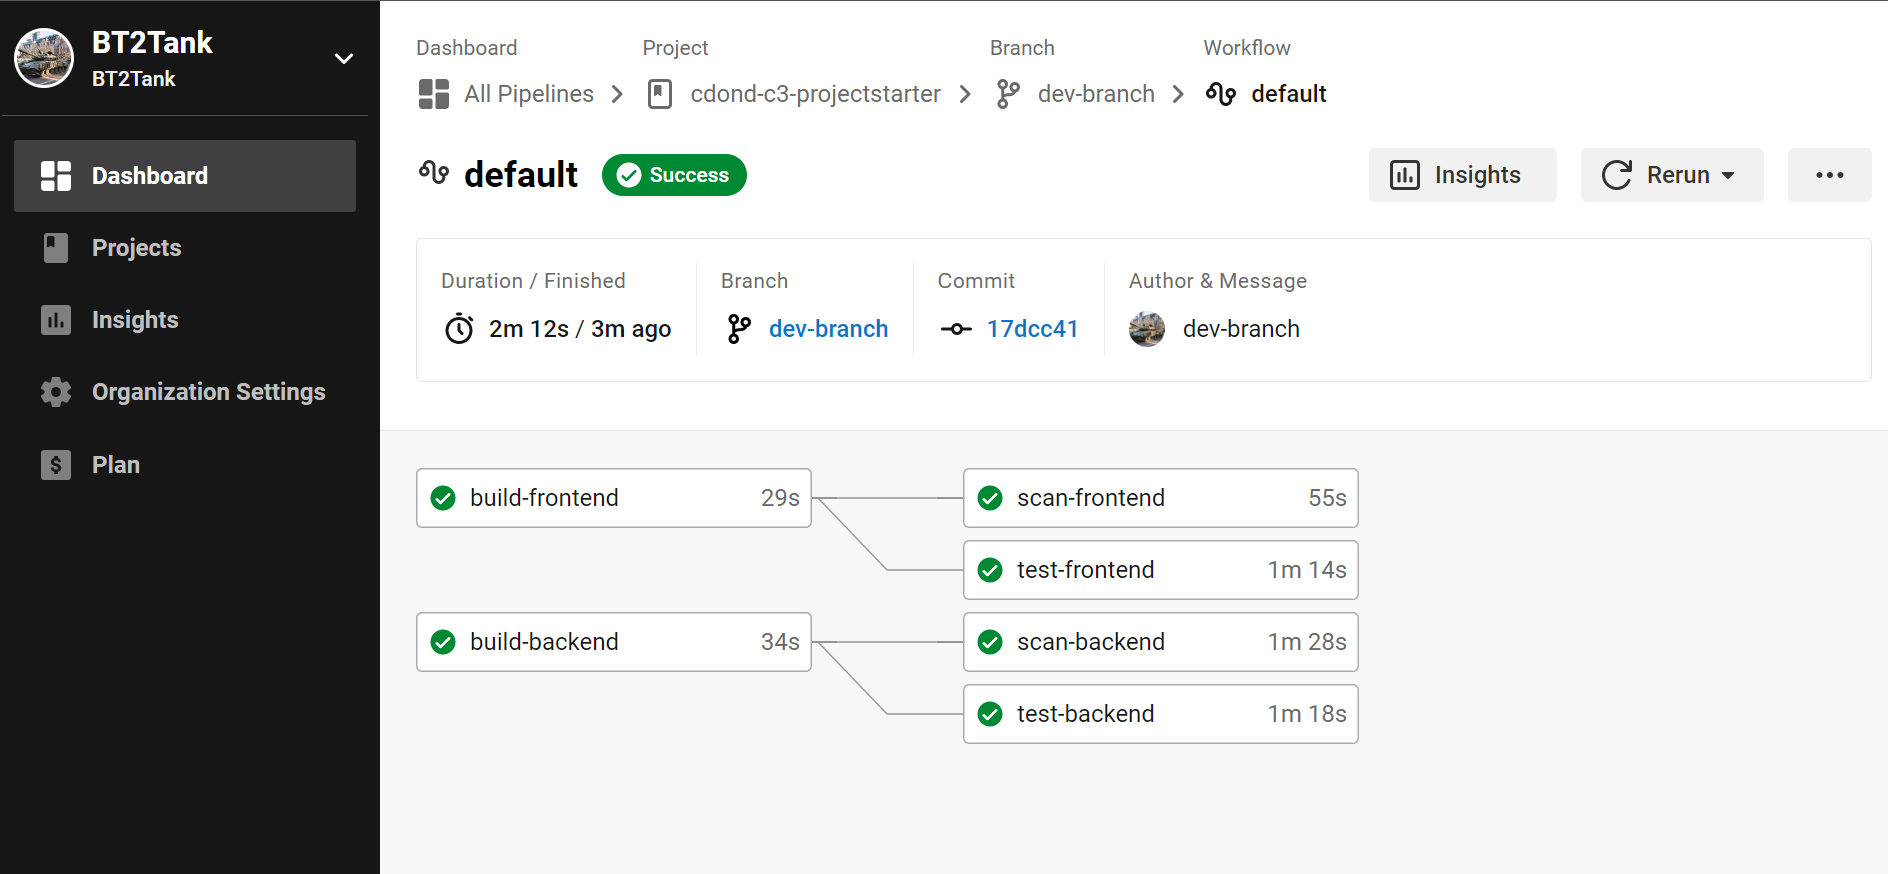 BT2Tank
BT2Tank
Dashboard
Projects
Insights
Organization Settings
$ Plan
Dashboard Project Branch Workflow
All Pipelines cdond-c3-projectstarter dev-branch default
default Success Insights Rerun
Duration / Finished Branch Commit Author & Message
2m 12s / 3m ago dev-branch 17dcc41 dev-branch
build-frontend 29s scan-frontend 55s
test-frontend 1m 14s
build-backend 34s scan-backend 1m 28s
test-backend 1m 18s